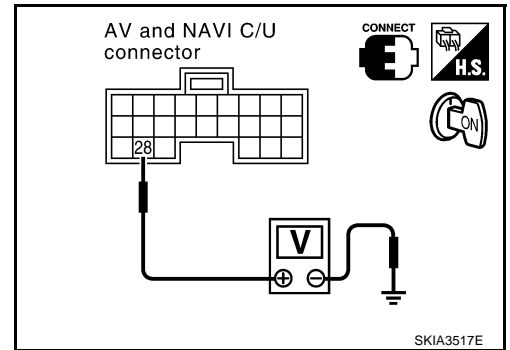 AV and NAVI C/U
connector
CONNECT
H.S.
ON
28
V
+ −
SKIA3517E